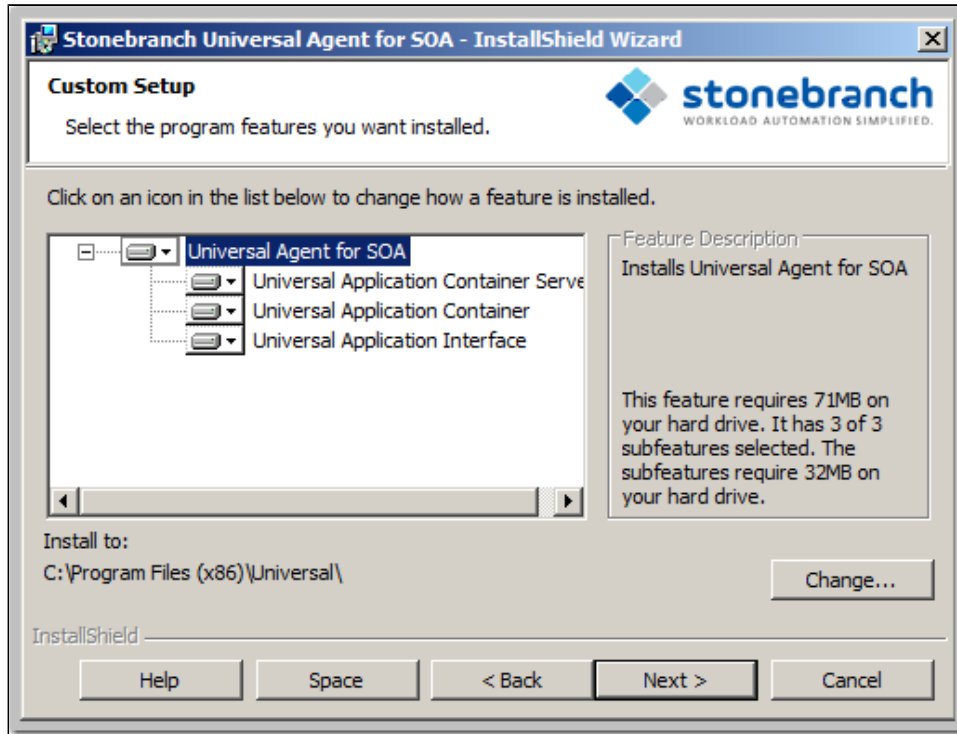 Stonebranch Universal Agent for SOA - InstallShield Wizard
Custom Setup
Select the program features you want installed.
stonebranch
WORKLOAD AUTOMATION SIMPLIFIED.
Click on an icon in the list below to change how a feature is installed.
Universal Agent for SOA
Universal Application Container Serve
Universal Application Container
Universal Application Interface
Feature Description
Installs Universal Agent for SOA
This feature requires 71MB on
your hard drive. It has 3 of 3
subfeatures selected. The
subfeatures require 32MB on
your hard drive.
Install to:
C:\Program Files (x86)\Universal\
Change...
InstallShield
Help
Space
< Back
Next >
Cancel